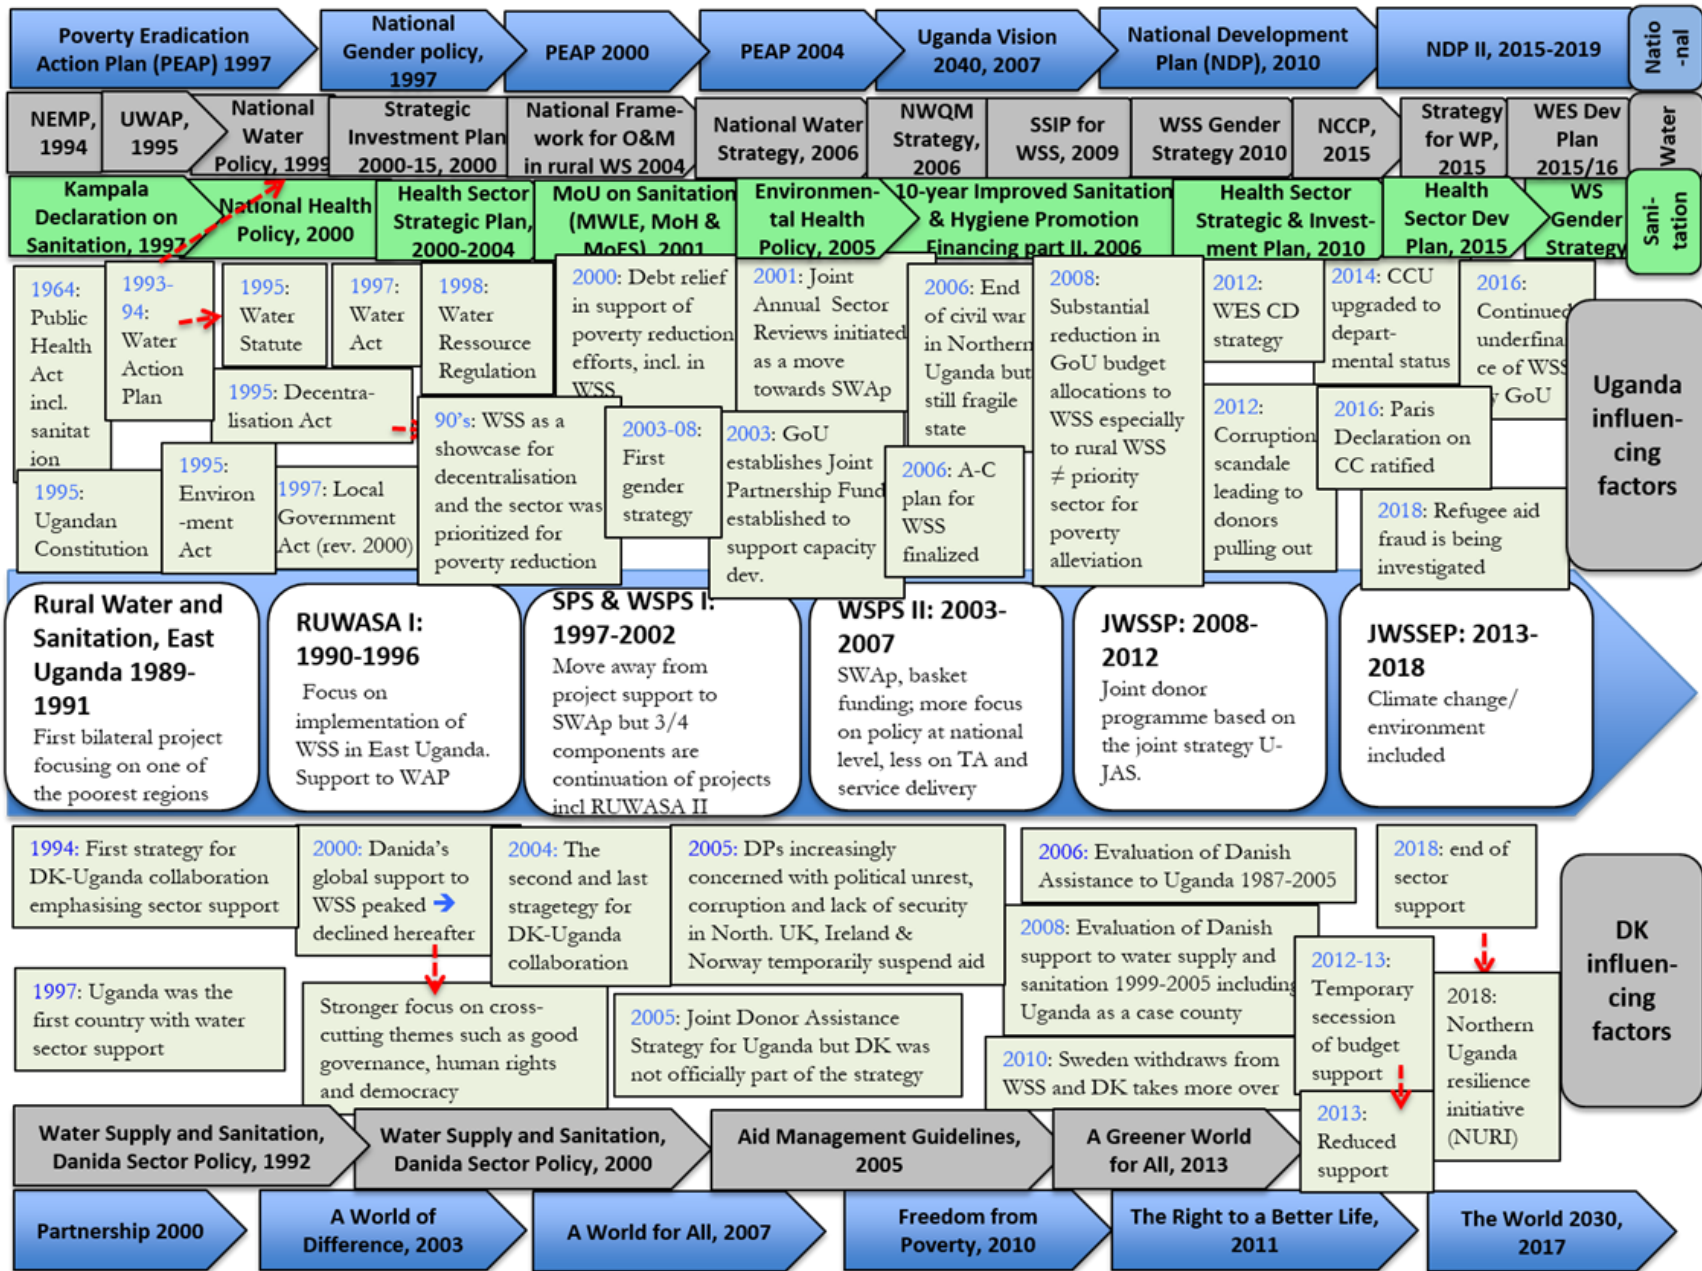 Poverty Eradication
Action Plan (PEAP) 1997
National
Gender policy,
1997
PEAP 2000
PEAP 2004
Uganda Vision
2040, 2007
National Development
Plan (NDP), 2010
NDP II, 2015-2019
Natio
-nal
NEMP,
1994
UWAP,
1995
National
Water
Policy, 1999
Strategic
Investment Plan
2000-15, 2000
National Frame-
work for O&M
in rural WS 2004
National Water
Strategy, 2006
NWQM
Strategy,
2006
SSIP for
WSS, 2009
WSS Gender
Strategy 2010
NCCP,
2015
Strategy
for WP,
2015
WES Dev
Plan
2015/16
Water
Kampala
Declaration on
Sanitation, 1997
National Health
Policy, 2000
Health Sector
Strategic Plan,
2000-2004
MoU on Sanitation
(MWLE, MoH &
MoES), 2001
Environmen-
tal Health
Policy, 2005
10-year Improved Sanitation
& Hygiene Promotion
Financing part II, 2006
Health Sector
Strategic & Invest-
ment Plan, 2010
Health
Sector Dev
Plan, 2015
WS
Gender
Strategy
Sani-
tation
1964:
Public
Health
Act
incl.
sanitat
ion
1993-
94:
Water
Action
Plan
1995:
Water
Statute
1997:
Water
Act
1998:
Water
Ressource
Regulation
2000: Debt relief
in support of
poverty reduction
efforts, incl. in
WSS
2001: Joint
Annual Sector
Reviews initiated
as a move
towards SWAp
2006: End
of civil war
in Northern
Uganda but
still fragile
state
2008:
Substantial
reduction in
GoU budget
allocations to
WSS especially
to rural WSS
≠ priority
sector for
poverty
alleviation
2012:
WES CD
strategy
2014: CCU
upgraded to
depart-
mental status
2016:
Continued
underfina
ce of WSS
y GoU
1995: Decentra-
lisation Act
90's: WSS as a
showcase for
decentralisation
and the sector was
prioritized for
poverty reduction
2003-08:
First
gender
strategy
2003: GoU
establishes Joint
Partnership Fund
established to
support capacity
dev.
2006: A-C
plan for
WSS
finalized
2012:
Corruption
scandale
leading to
donors
pulling out
2016: Paris
Declaration on
CC ratified
2018: Refugee aid
fraud is being
investigated
1995:
Ugandan
Constitution
1995:
Environ
-ment
Act
1997: Local
Government
Act (rev. 2000)
Uganda
influen-
cing
factors
Rural Water and
Sanitation, East
Uganda 1989-
1991
First bilateral project
focusing on one of
the poorest regions
RUWASA I:
1990-1996
Focus on
implementation of
WSS in East Uganda.
Support to WAP
SPS & WSPS I:
1997-2002
Move away from
project support to
SWAp but 3/4
components are
continuation of projects
incl RUWASA II
WSPS II: 2003-
2007
SWAp, basket
funding; more focus
on policy at national
level, less on TA and
service delivery
JWSSP: 2008-
2012
Joint donor
programme based on
the joint strategy U-
JAS.
JWSSEP: 2013-
2018
Climate change/
environment
included
1994: First strategy for
DK-Uganda collaboration
emphasising sector support
2000: Danida's
global support to
WSS peaked ➔
declined hereafter
2004: The
second and last
stragetegy for
DK-Uganda
collaboration
2005: DPs increasingly
concerned with political unrest,
corruption and lack of security
in North. UK, Ireland &
Norway temporarily suspend aid
2006: Evaluation of Danish
Assistance to Uganda 1987-2005
2018: end of
sector
support
2008: Evaluation of Danish
support to water supply and
sanitation 1999-2005 including
Uganda as a case county
2012-13:
Temporary
secession
of budget
support
2018:
Northern
Uganda
resilience
initiative
(NURI)
1997: Uganda was the
first country with water
sector support
Stronger focus on cross-
cutting themes such as good
governance, human rights
and democracy
2005: Joint Donor Assistance
Strategy for Uganda but DK was
not officially part of the strategy
2010: Sweden withdraws from
WSS and DK takes more over
2013:
Reduced
support
DK
influen-
cing
factors
Water Supply and Sanitation,
Danida Sector Policy, 1992
Water Supply and Sanitation,
Danida Sector Policy, 2000
Aid Management Guidelines,
2005
A Greener World
for All, 2013
Partnership 2000
A World of
Difference, 2003
A World for All, 2007
Freedom from
Poverty, 2010
The Right to a Better Life,
2011
The World 2030,
2017